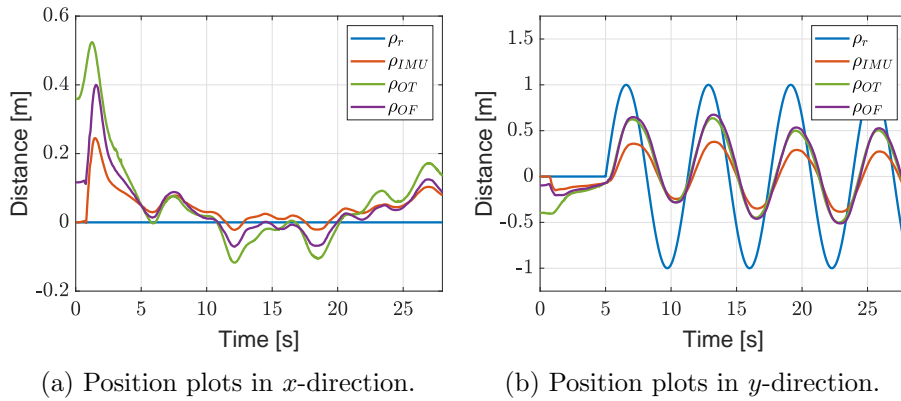 0.6
0.4
0.2
0
-0.2
Distance [m]
0 5 10 15 20 25
Time [s]
ρr
ρIMU
ρOT
ρOF
(a) Position plots in x-direction.
1.5
1
0.5
0
-0.5
-1
Distance [m]
0 5 10 15 20 25
Time [s]
ρr
ρIMU
ρOT
ρOF
(b) Position plots in y-direction.